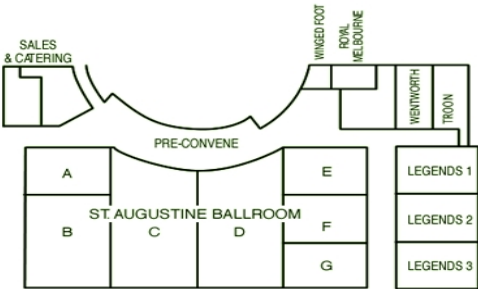 SALES
& CATERING
WINGED FOOT
ROYAL
MELBOURNE
WENTWORTH
TROON
PRE-CONVENE
A
E
LEGENDS 1
ST. AUGUSTINE BALLROOM
B
C
D
F
LEGENDS 2
G
LEGENDS 3